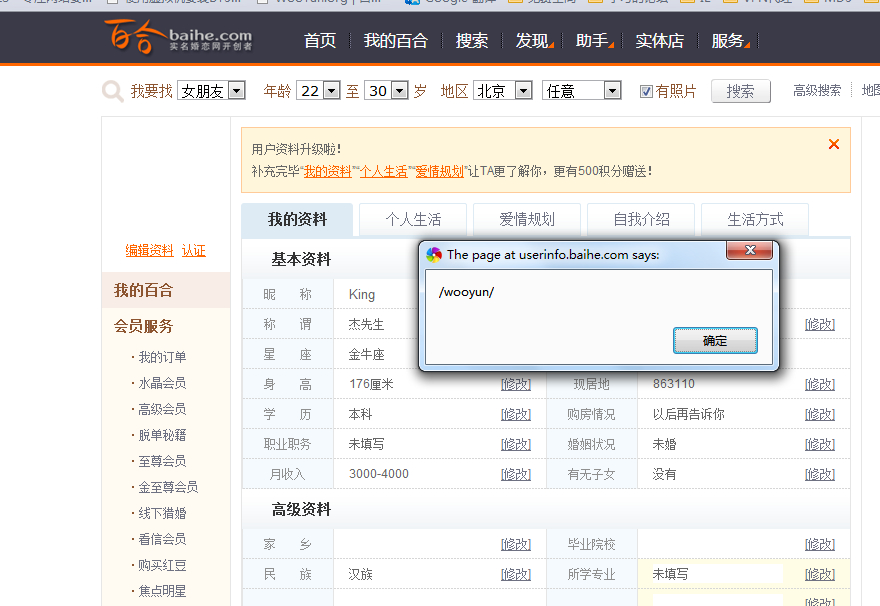 百合 baihe.com
实名婚恋网开创者
首页 我的百合 搜索 发现 助手 实体店 服务
我要找 女朋友 年龄 22 至 30 岁 地区 北京 任意 有照片 搜索 高级搜索
用户资料升级啦!
补充完毕“我的资料”“个人生活”“爱情规划”让TA更了解你，更有500积分赠送!
我的资料 个人生活 爱情规划 自我介绍 生活方式
编辑资料 认证
我的百合
会员服务
·我的订单
·水晶会员
·高级会员
·脱单秘籍
·至尊会员
·金至尊会员
·线下猎婚
·看信会员
·购买红豆
·焦点明星
基本资料
昵 称 King
称 谓 杰先生 [修改]
星 座 金牛座
身 高 176厘米 [修改] 现居地 863110 [修改]
学 历 本科 [修改] 购房情况 以后再告诉你 [修改]
职业职务 未填写 [修改] 婚姻状况 未婚 [修改]
月收入 3000-4000 [修改] 有无子女 没有 [修改]
高级资料
家 乡 [修改] 毕业院校 [修改]
民 族 汉族 [修改] 所学专业 未填写 [修改]
[修改]
The page at userinfo.baihe.com says:
/wooyun/
确定